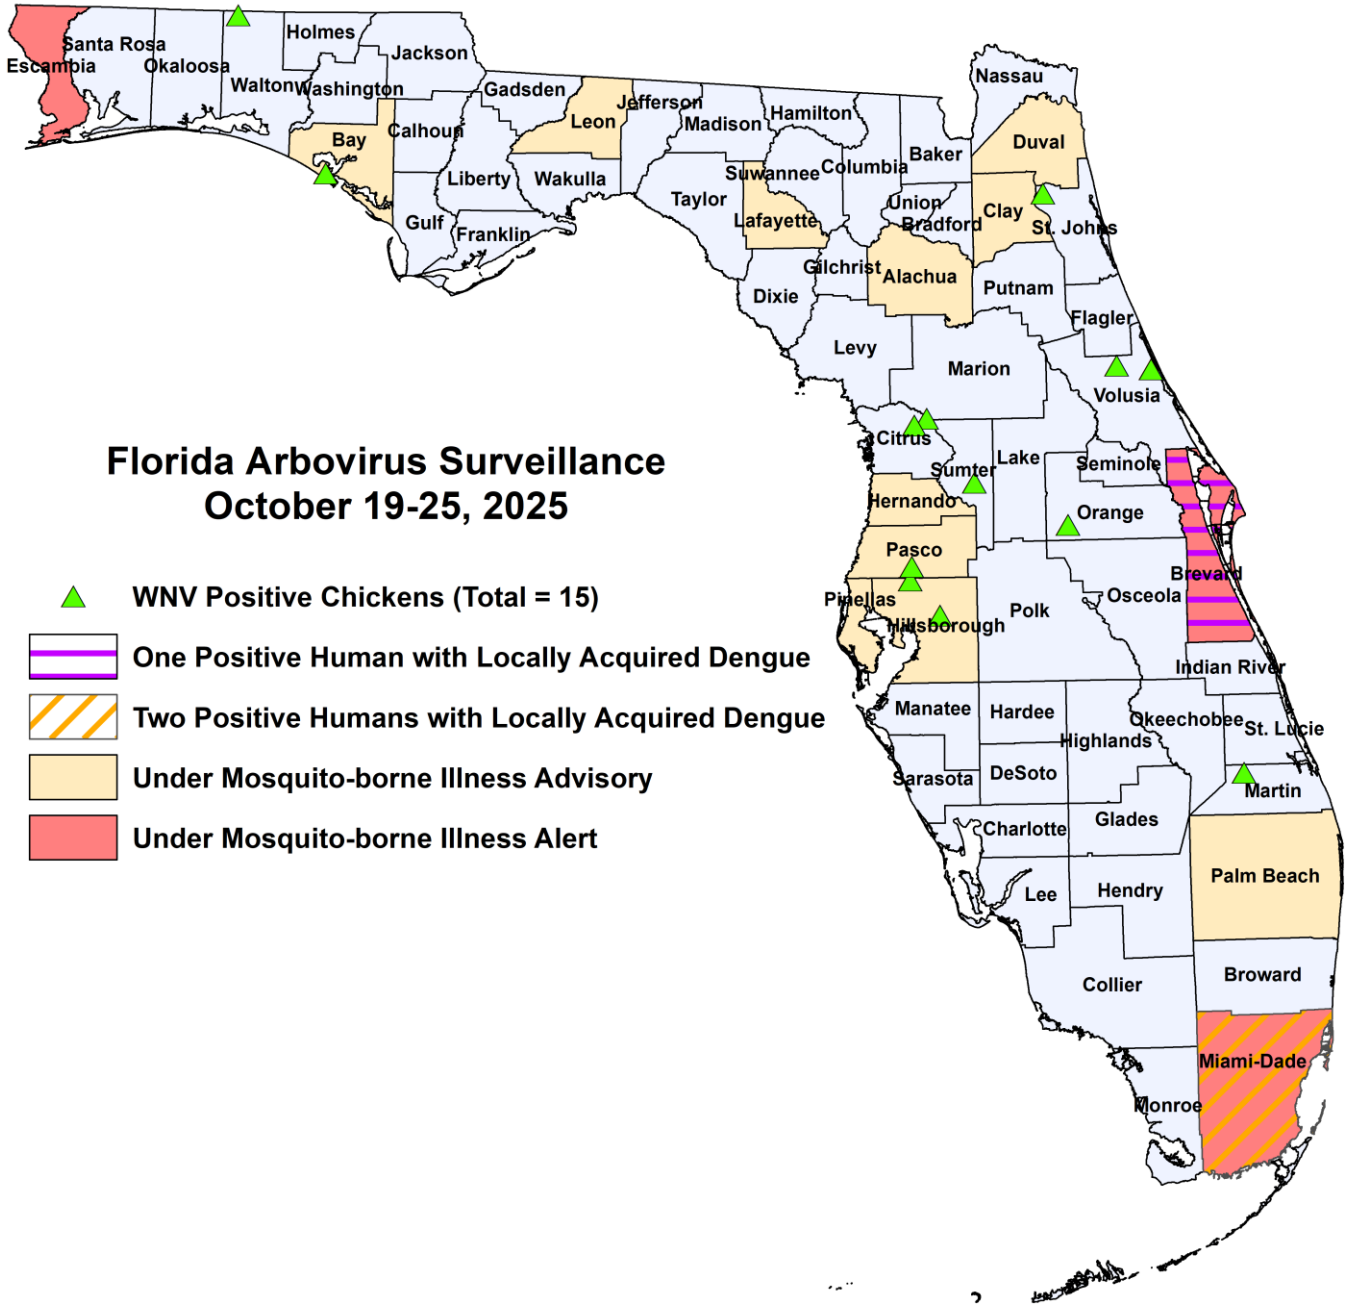 Florida Arbovirus Surveillance
October 19-25, 2025
WNV Positive Chickens (Total = 15)
One Positive Human with Locally Acquired Dengue
Two Positive Humans with Locally Acquired Dengue
Under Mosquito-borne Illness Advisory
Under Mosquito-borne Illness Alert
Escambia
Santa Rosa
Okaloosa
Walton
Holmes
Washington
Jackson
Bay
Calhoun
Gulf
Gadsden
Liberty
Franklin
Leon
Wakulla
Jefferson
Madison
Taylor
Hamilton
Suwannee
Lafayette
Dixie
Columbia
Gilchrist
Levy
Baker
Union
Bradford
Alachua
Nassau
Duval
Clay
St. Johns
Putnam
Flagler
Marion
Volusia
Citrus
Sumter
Lake
Seminole
Hernando
Orange
Pasco
Pinellas
Hillsborough
Polk
Osceola
Brevard
Indian River
Manatee
Hardee
Highlands
Okeechobee
St. Lucie
Sarasota
DeSoto
Martin
Charlotte
Glades
Lee
Hendry
Palm Beach
Collier
Broward
Monroe
Miami-Dade